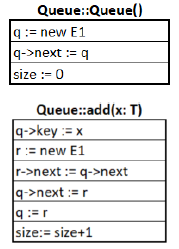 Queue::Queue()
q := new E1
q->next := q
size := 0
Queue::add(x: T)
q->key := x
r := new E1
r->next := q->next
q->next := r
q := r
size:= size+1